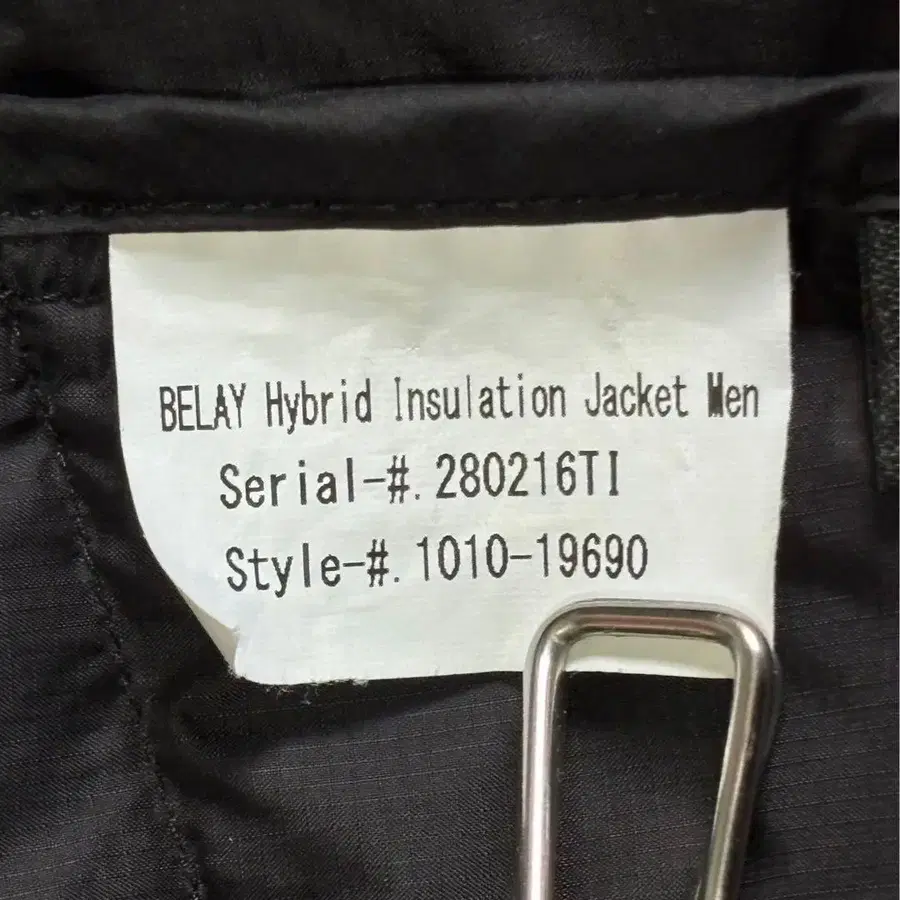 BELAY Hybrid Insulation Jacket Men
Serial-#. 280216TI
Style-#. 1010-19690